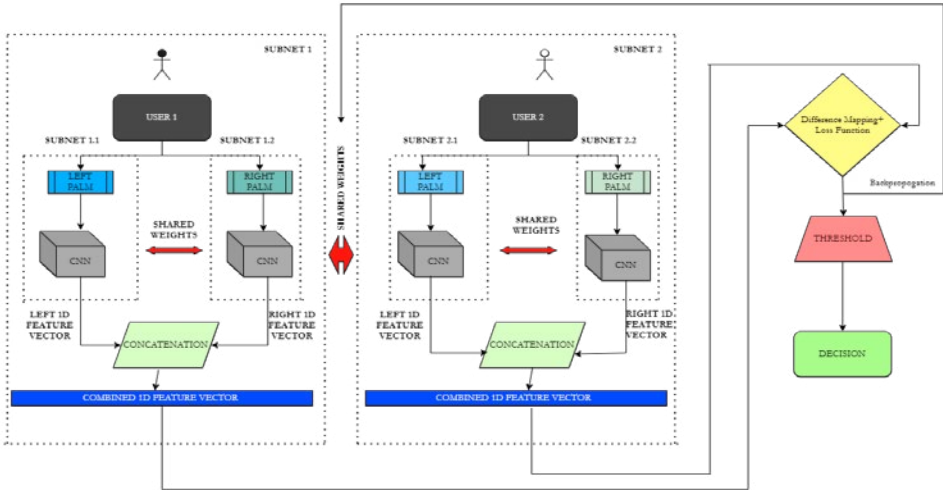 SUBNET 1
SUBNET 2
USER 1
USER 2
Difference Mapping+
Loss Function
SUBNET 1.1
SUBNET 1.2
SUBNET 2.1
SUBNET 2.2
LEFT
PALM
RIGHT
PALM
SHARED WEIGHTS
LEFT
PALM
RIGHT
PALM
Backpropogation
SHARED
WEIGHTS
SHARED
WEIGHTS
THRESHOLD
CNN
CNN
CNN
CNN
LEFT 1D
FEATURE
VECTOR
RIGHT 1D
FEATURE
VECTOR
LEFT 1D
FEATURE
VECTOR
RIGHT 1D
FEATURE
VECTOR
CONCATENATION
CONCATENATION
DECISION
COMBINED 1D FEATURE VECTOR
COMBINED 1D FEATURE VECTOR